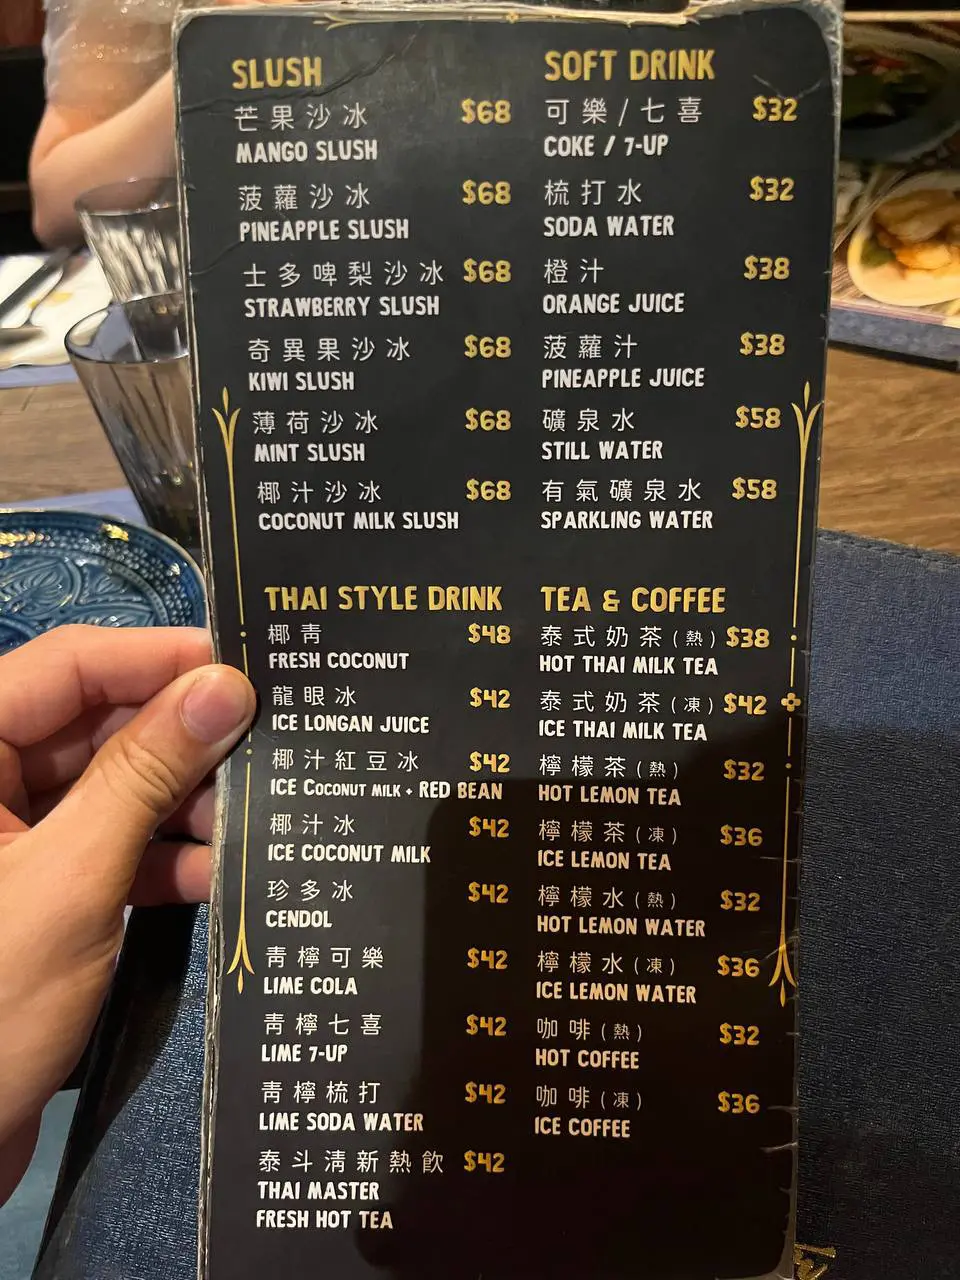 SLUSH
芒果沙冰 $68
MANGO SLUSH
菠蘿沙冰 $68
PINEAPPLE SLUSH
士多啤梨沙冰 $68
STRAWBERRY SLUSH
奇異果沙冰 $68
KIWI SLUSH
薄荷沙冰 $68
MINT SLUSH
椰汁沙冰 $68
COCONUT MILK SLUSH
SOFT DRINK
可樂/七喜 $32
COKE / 7-UP
梳打水 $32
SODA WATER
橙汁 $38
ORANGE JUICE
菠蘿汁 $38
PINEAPPLE JUICE
礦泉水 $58
STILL WATER
有氣礦泉水 $58
SPARKLING WATER
THAI STYLE DRINK
椰青 $48
FRESH COCONUT
龍眼冰 $42
ICE LONGAN JUICE
椰汁紅豆冰 $42
ICE COCONUT MILK + RED BEAN
椰汁冰 $42
ICE COCONUT MILK
珍多冰 $42
CENDOL
青檸可樂 $42
LIME COLA
青檸七喜 $42
LIME 7-UP
青檸梳打 $42
LIME SODA WATER
泰斗清新熱飲 $42
THAI MASTER
FRESH HOT TEA
TEA & COFFEE
泰式奶茶(熱) $38
HOT THAI MILK TEA
泰式奶茶(凍) $42
ICE THAI MILK TEA
檸檬茶(熱) $32
HOT LEMON TEA
檸檬茶(凍) $36
ICE LEMON TEA
檸檬水(熱) $32
HOT LEMON WATER
檸檬水(凍) $36
ICE LEMON WATER
咖啡(熱) $32
HOT COFFEE
咖啡(凍) $36
ICE COFFEE